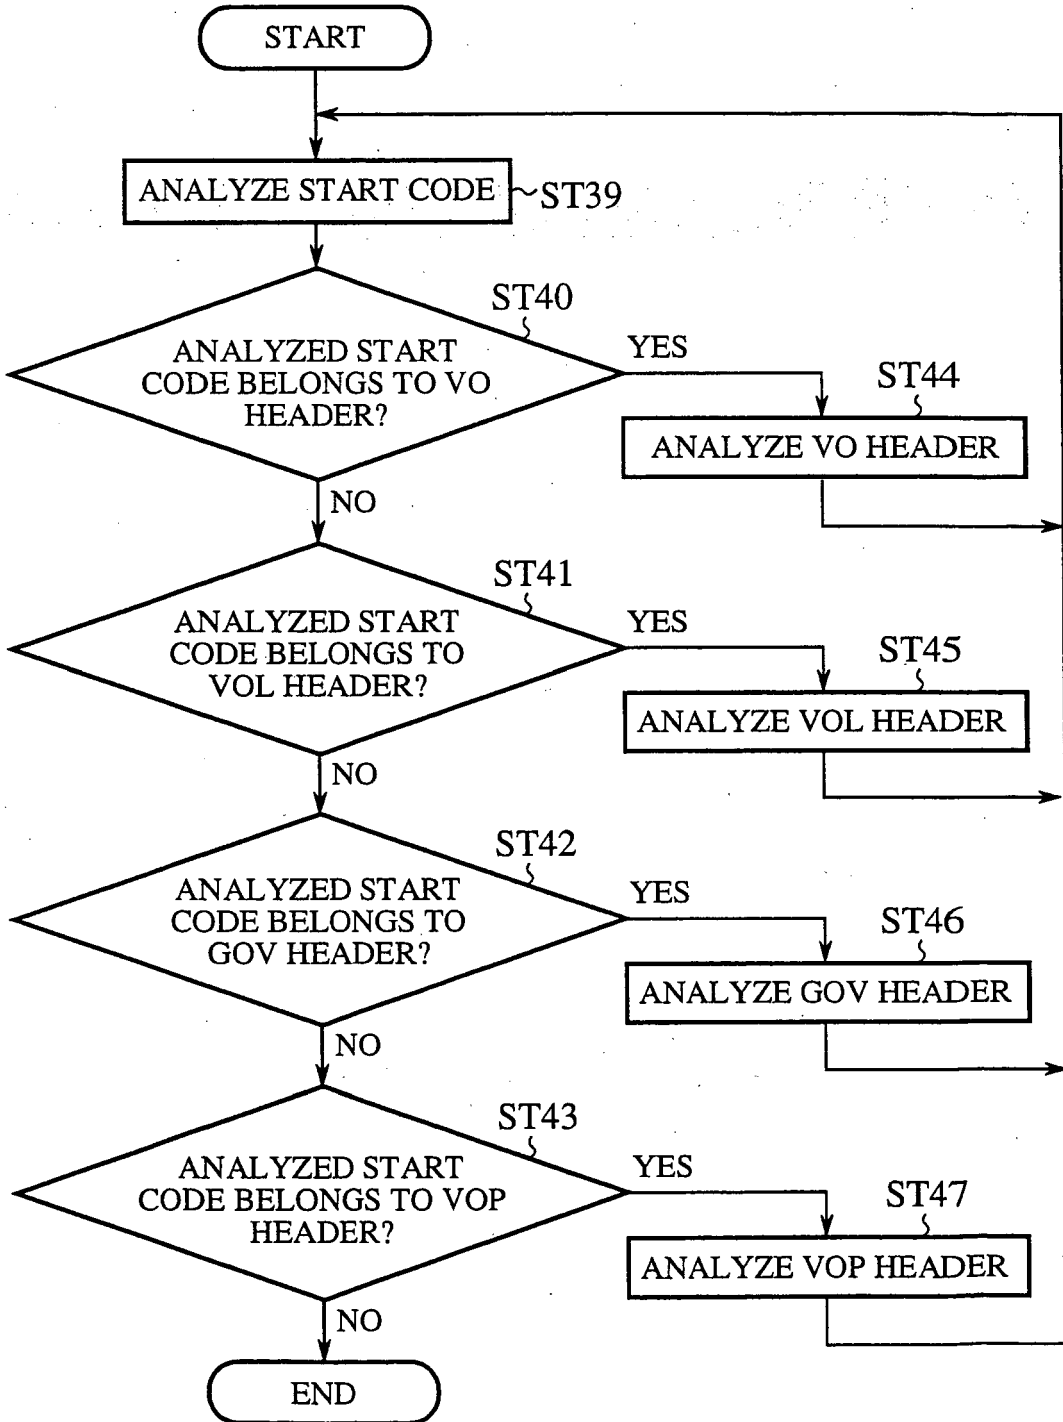 START
ANALYZE START CODE
ST39
ST40
ANALYZED START
CODE BELONGS TO VO
HEADER?
YES
ST44
ANALYZE VO HEADER
NO
ST41
ANALYZED START
CODE BELONGS TO
VOL HEADER?
YES
ST45
ANALYZE VOL HEADER
NO
ST42
ANALYZED START
CODE BELONGS TO
GOV HEADER?
YES
ST46
ANALYZE GOV HEADER
NO
ST43
ANALYZED START
CODE BELONGS TO VOP
HEADER?
YES
ST47
ANALYZE VOP HEADER
NO
END